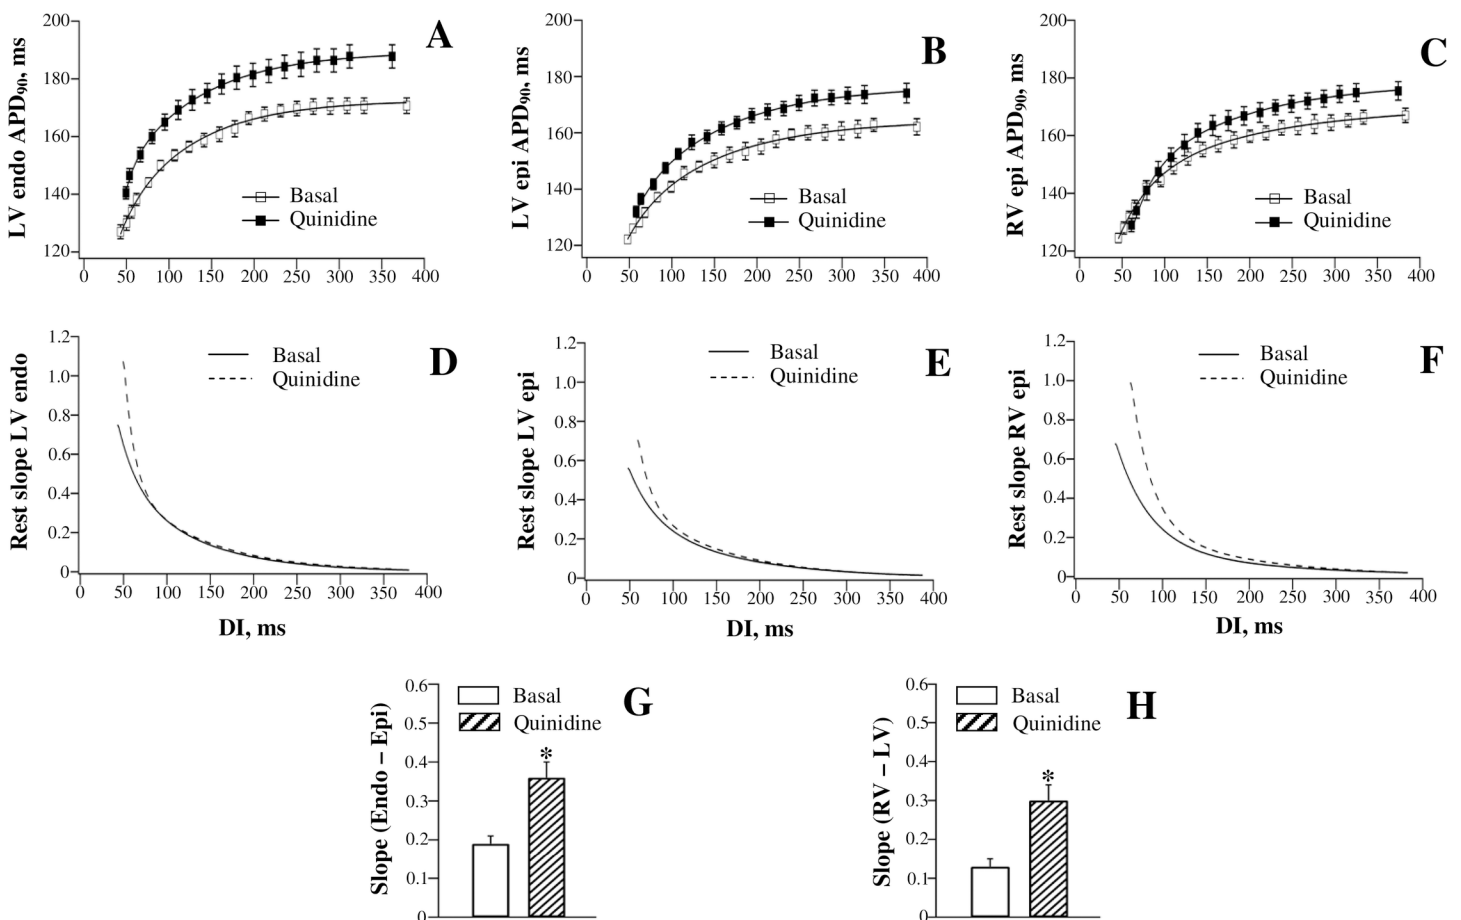 A
LV endo APD90, ms
200
180
160
140
120
Basal
Quinidine
0 50 100 150 200 250 300 350 400
B
LV epi APD90, ms
200
180
160
140
120
Basal
Quinidine
0 50 100 150 200 250 300 350 400
C
RV epi APD90, ms
200
180
160
140
120
Basal
Quinidine
0 50 100 150 200 250 300 350 400
D
Rest slope LV endo
1.2
1.0
0.8
0.6
0.4
0.2
0
Basal
Quinidine
0 50 100 150 200 250 300 350 400
DI, ms
E
Rest slope LV epi
1.2
1.0
0.8
0.6
0.4
0.2
0
Basal
Quinidine
0 50 100 150 200 250 300 350 400
DI, ms
F
Rest slope RV epi
1.2
1.0
0.8
0.6
0.4
0.2
0
Basal
Quinidine
0 50 100 150 200 250 300 350 400
DI, ms
G
Slope (Endo – Epi)
0.6
0.5
0.4
0.3
0.2
0.1
0
Basal
Quinidine
*
H
Slope (RV – LV)
0.6
0.5
0.4
0.3
0.2
0.1
0
Basal
Quinidine
*